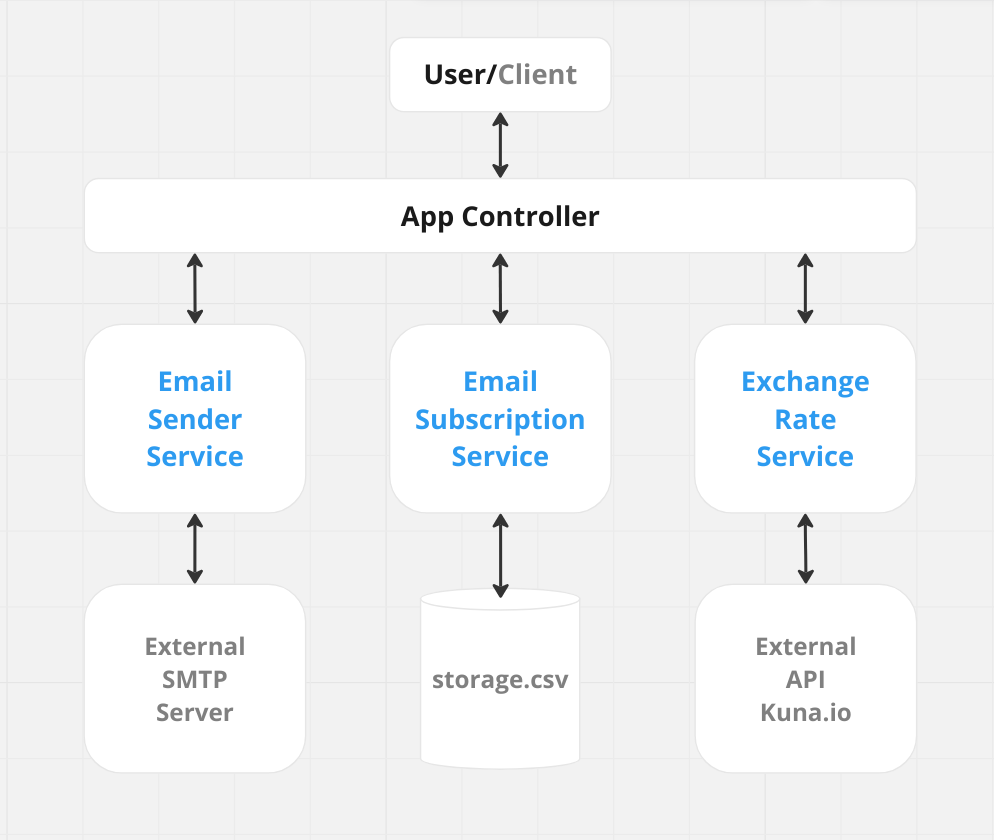 User/Client
App Controller
Email
Sender
Service
Email
Subscription
Service
Exchange
Rate
Service
External
SMTP
Server
storage.csv
External
API
Kuna.io